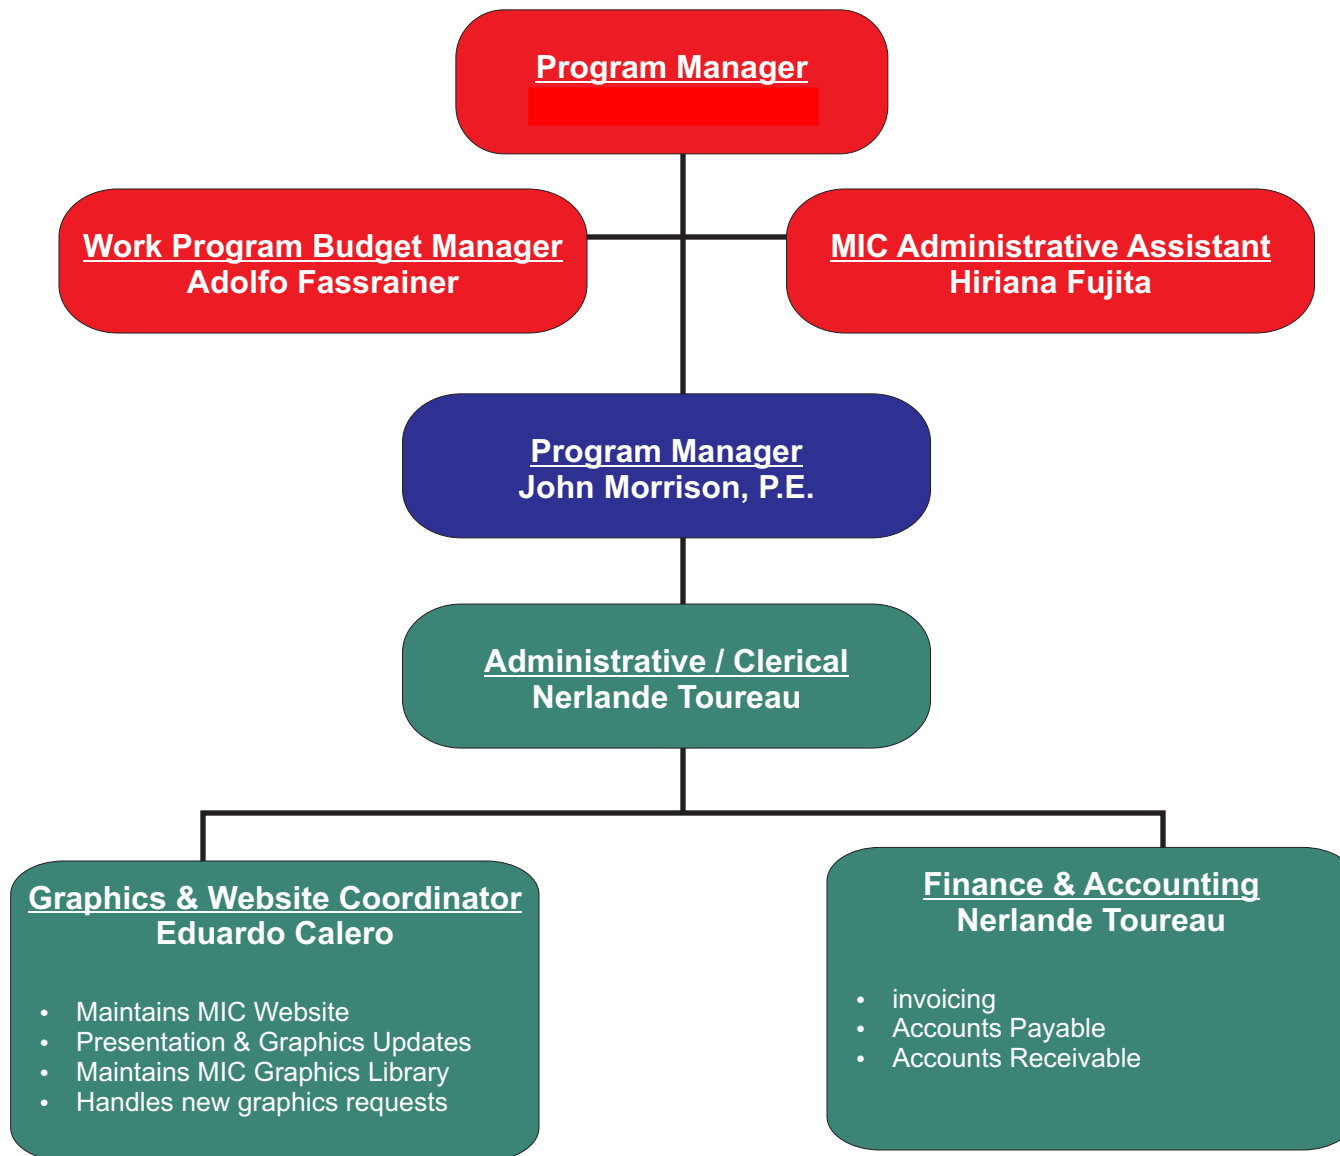 Program Manager
Work Program Budget Manager
Adolfo Fassrainer
MIC Administrative Assistant
Hiriana Fujita
Program Manager
John Morrison, P.E.
Administrative / Clerical
Nerlande Toureau
Graphics & Website Coordinator
Eduardo Calero
• Maintains MIC Website
• Presentation & Graphics Updates
• Maintains MIC Graphics Library
• Handles new graphics requests
Finance & Accounting
Nerlande Toureau
• invoicing
• Accounts Payable
• Accounts Receivable